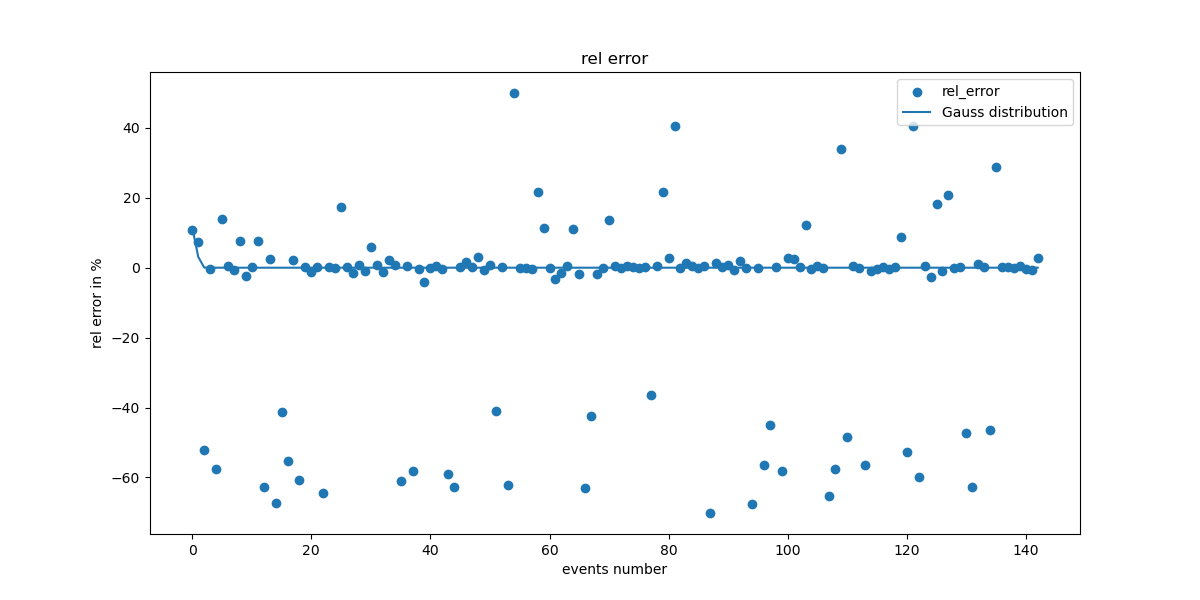 rel error
rel_error
Gauss distribution
40
20
0
−20
−40
−60
rel error in %
0 20 40 60 80 100 120 140
events number